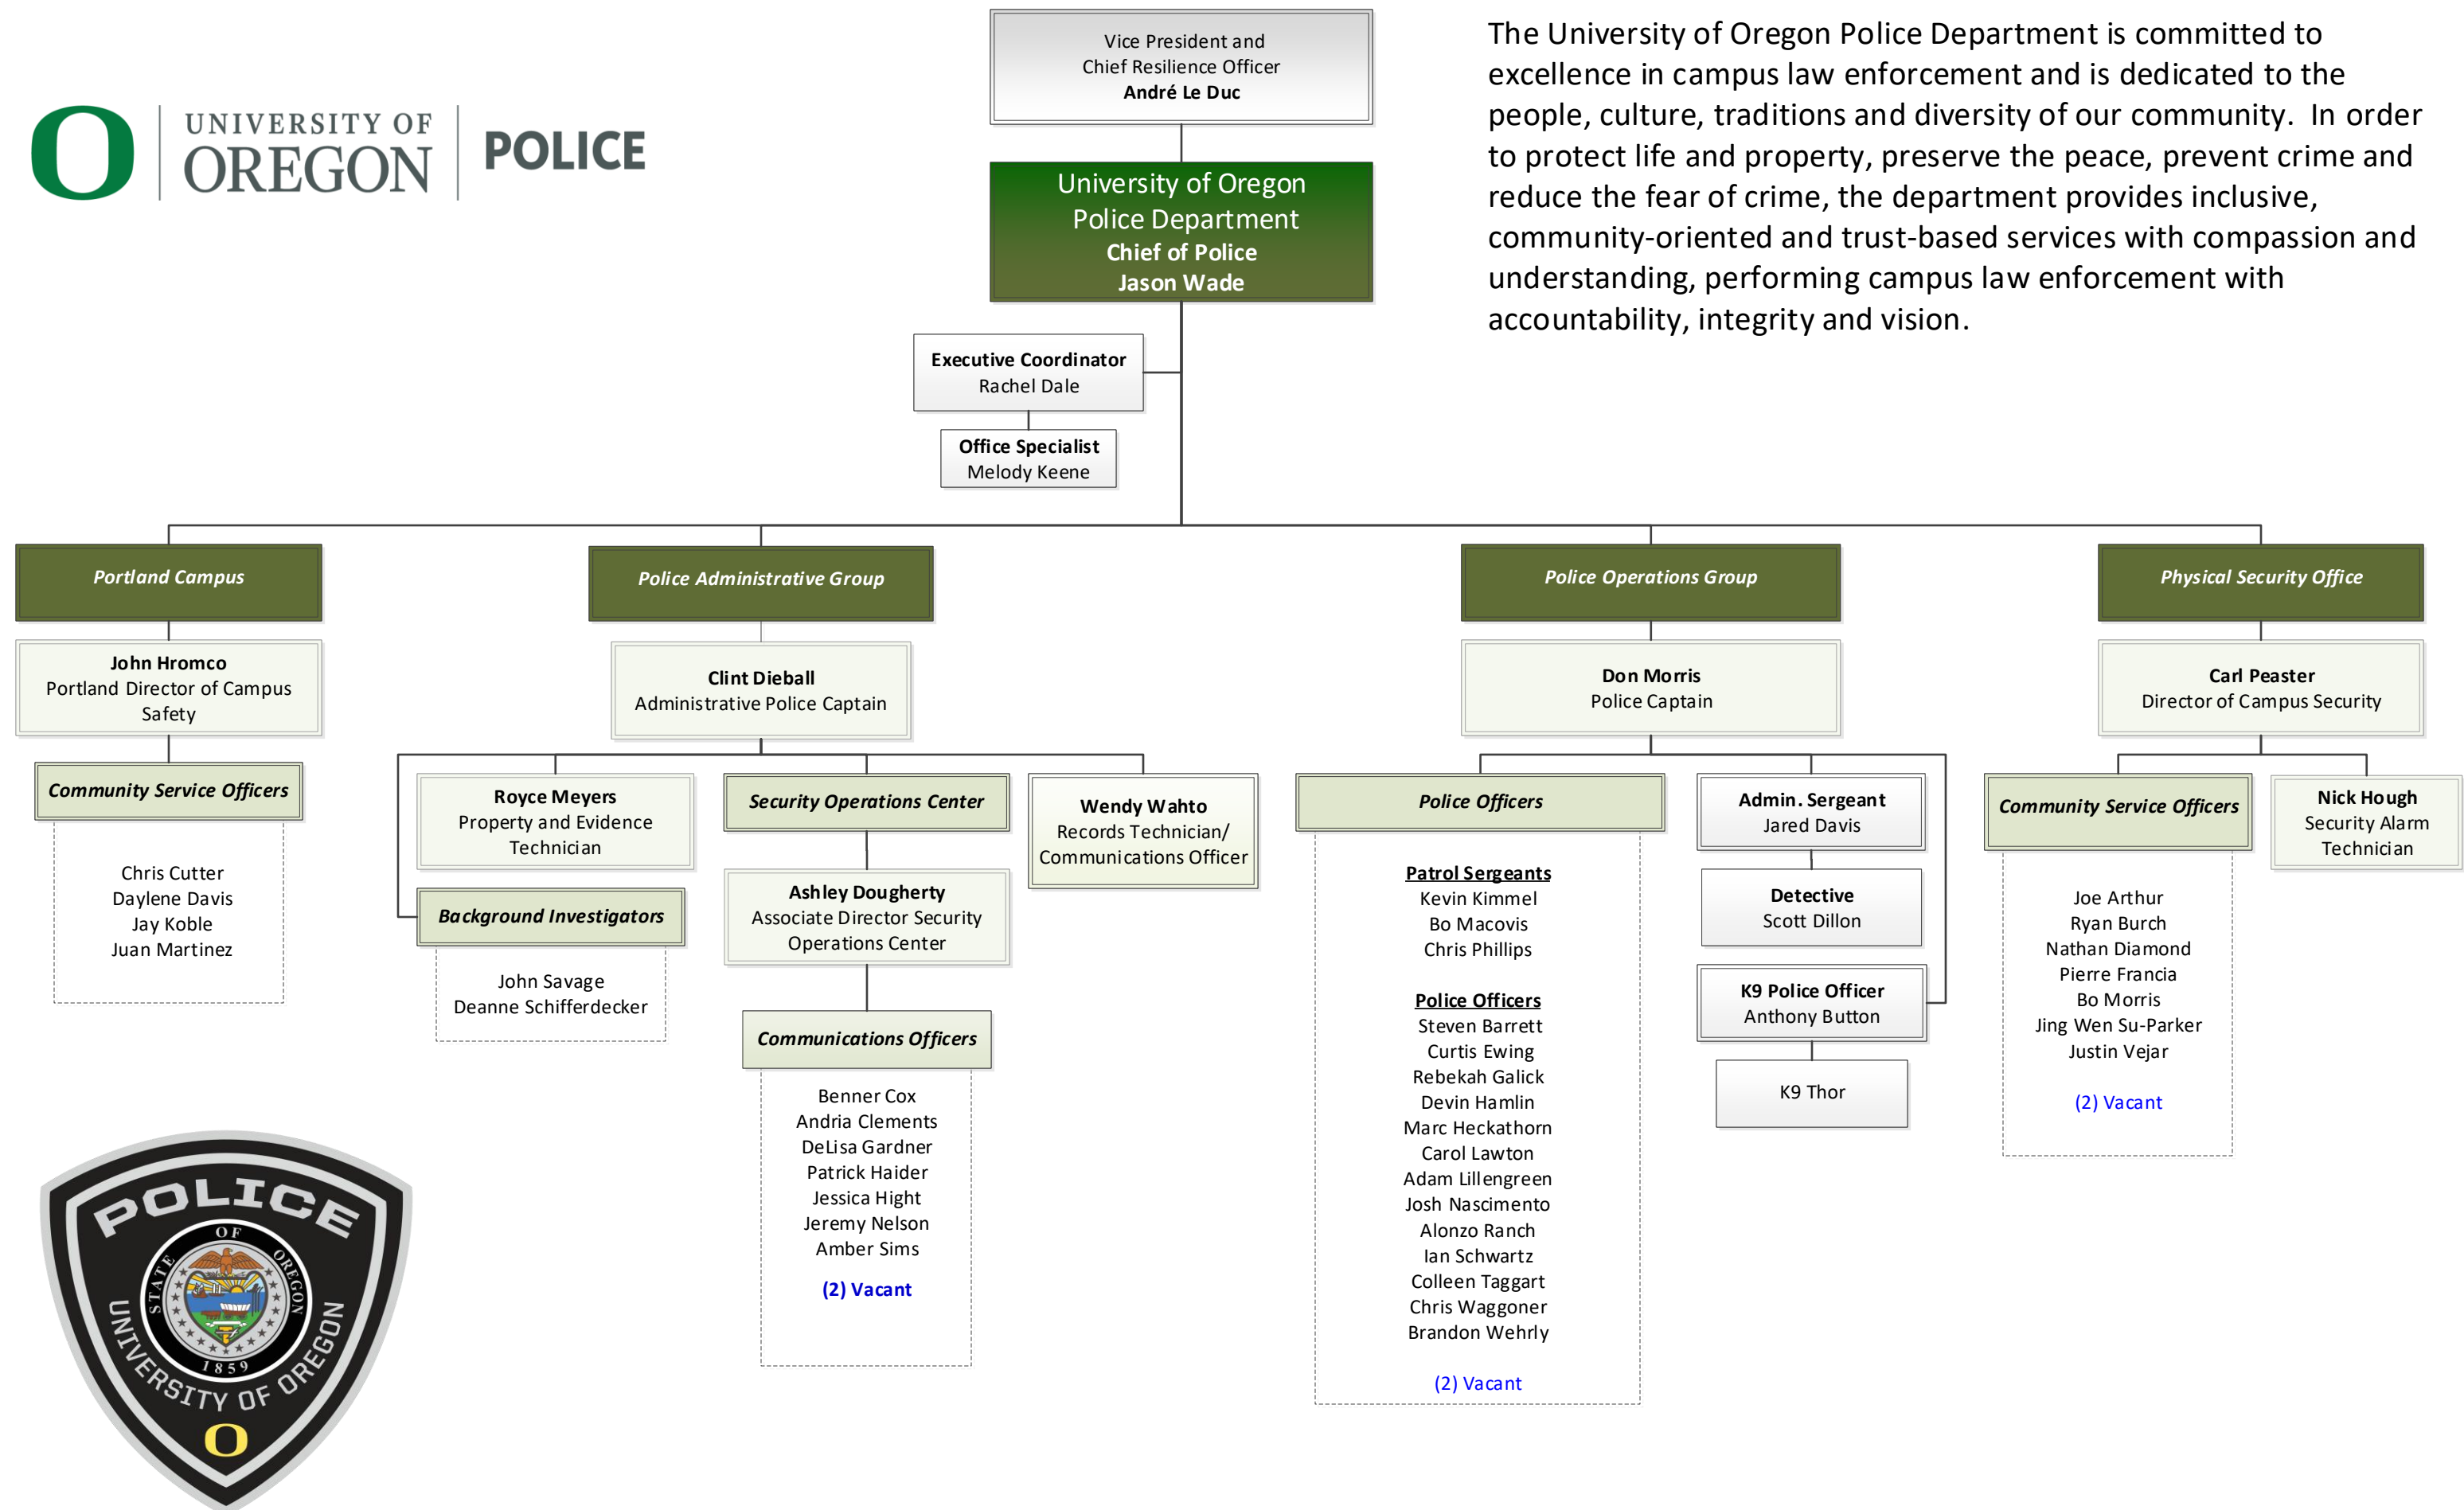 Vice President and
Chief Resilience Officer
André Le Duc
The University of Oregon Police Department is committed to
excellence in campus law enforcement and is dedicated to the
people, culture, traditions and diversity of our community.  In order
to protect life and property, preserve the peace, prevent crime and
reduce the fear of crime, the department provides inclusive,
community-oriented and trust-based services with compassion and
understanding, performing campus law enforcement with
accountability, integrity and vision.
O
UNIVERSITY OF
OREGON
POLICE
University of Oregon
Police Department
Chief of Police
Jason Wade
Executive Coordinator
Rachel Dale
Office Specialist
Melody Keene
Portland Campus
John Hromco
Portland Director of Campus
Safety
Community Service Officers
Chris Cutter
Daylene Davis
Jay Koble
Juan Martinez
Police Administrative Group
Clint Dieball
Administrative Police Captain
Royce Meyers
Property and Evidence
Technician
Background Investigators
John Savage
Deanne Schifferdecker
Security Operations Center
Ashley Dougherty
Associate Director Security
Operations Center
Communications Officers
Benner Cox
Andria Clements
DeLisa Gardner
Patrick Haider
Jessica Hight
Jeremy Nelson
Amber Sims
(2) Vacant
Wendy Wahto
Records Technician/
Communications Officer
Police Operations Group
Don Morris
Police Captain
Police Officers
Patrol Sergeants
Kevin Kimmel
Bo Macovis
Chris Phillips
Police Officers
Steven Barrett
Curtis Ewing
Rebekah Galick
Devin Hamlin
Marc Heckathorn
Carol Lawton
Adam Lillengreen
Josh Nascimento
Alonzo Ranch
Ian Schwartz
Colleen Taggart
Chris Waggoner
Brandon Wehrly
(2) Vacant
Admin. Sergeant
Jared Davis
Detective
Scott Dillon
K9 Police Officer
Anthony Button
K9 Thor
Physical Security Office
Carl Peaster
Director of Campus Security
Community Service Officers
Joe Arthur
Ryan Burch
Nathan Diamond
Pierre Francia
Bo Morris
Jing Wen Su-Parker
Justin Vejar
(2) Vacant
Nick Hough
Security Alarm
Technician
POLICE
STATE OF OREGON
1859
UNIVERSITY OF OREGON
O